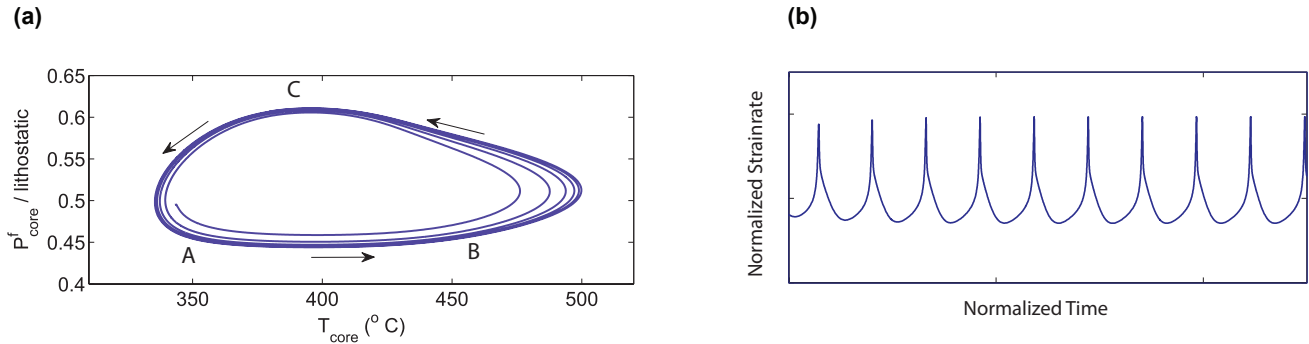 (a)
(b)
0.65
0.6
0.55
0.5
0.45
0.4
P^f_core / lithostatic
A
B
C
350
400
450
500
T_core (° C)
Normalized Strainrate
Normalized Time